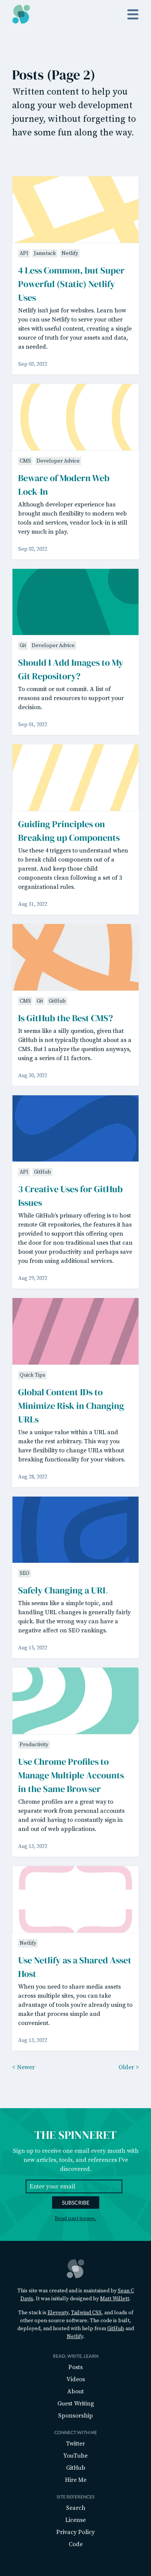 Posts (Page 2)
Written content to help you
along your web development
journey, without forgetting to
have some fun along the way.
API Jamstack Netlify
4 Less Common, but Super
Powerful (Static) Netlify
Uses
Netlify isn't just for websites. Learn how
you can use Netlify to serve your other
sites with useful content, creating a single
source of truth for your assets and data,
as needed.
Sep 03, 2022
CMS Developer Advice
Beware of Modern Web
Lock-In
Although developer experience has
brought much flexibility to modern web
tools and services, vendor lock-in is still
very much in play.
Sep 02, 2022
Git Developer Advice
Should I Add Images to My
Git Repository?
To commit or not commit. A list of
reasons and resources to support your
decision.
Sep 01, 2022
Guiding Principles on
Breaking up Components
Use these 4 triggers to understand when
to break child components out of a
parent. And keep those child
components clean following a set of 3
organizational rules.
Aug 31, 2022
CMS Git GitHub
Is GitHub the Best CMS?
It seems like a silly question, given that
GitHub is not typically thought about as a
CMS. But I analyze the question anyways,
using a series of 11 factors.
Aug 30, 2022
API GitHub
3 Creative Uses for GitHub
Issues
While GitHub's primary offering is to host
remote Git repositories, the features it has
provided to support this offering open
the door of non-traditional uses that can
boost your productivity and perhaps save
you from using additional services.
Aug 29, 2022
Quick Tips
Global Content IDs to
Minimize Risk in Changing
URLs
Use a unique value within a URL and
make the rest arbitrary. This way you
have flexibility to change URLs without
breaking functionality for your visitors.
Aug 28, 2022
SEO
Safely Changing a URL
This seems like a simple topic, and
handling URL changes is generally fairly
quick. But the wrong way can has a
negative affect on SEO rankings.
Aug 15, 2022
Productivity
Use Chrome Profiles to
Manage Multiple Accounts
in the Same Browser
Chrome profiles are a great way to
separate work from personal accounts
and avoid having to constantly sign in
and out of web applications.
Aug 13, 2022
Netlify
Use Netlify as a Shared Asset
Host
When you need to share media assets
across multiple sites, you can take
advantage of tools you're already using to
make that process simple and
convenient.
Aug 13, 2022
< Newer Older >
THE SPINNERET
Sign up to receive one email every month with
new articles, tools, and pictures I've
discovered.
Enter your email
SUBSCRIBE
Read past issues.
This site was created and is maintained by Sean C
Davis. It was initially designed by Matt Willett.
The stack is Eleventy, Tailwind CSS, and loads of
other open-source software. The code is built,
deployed, and hosted with help from GitHub and
Netlify.
READ, WRITE, LEARN
Posts
Videos
About
Guest Writing
Sponsorship
CONNECT WITH ME
Twitter
YouTube
GitHub
Hire Me
SITE REFERENCES
Search
License
Privacy Policy
Code